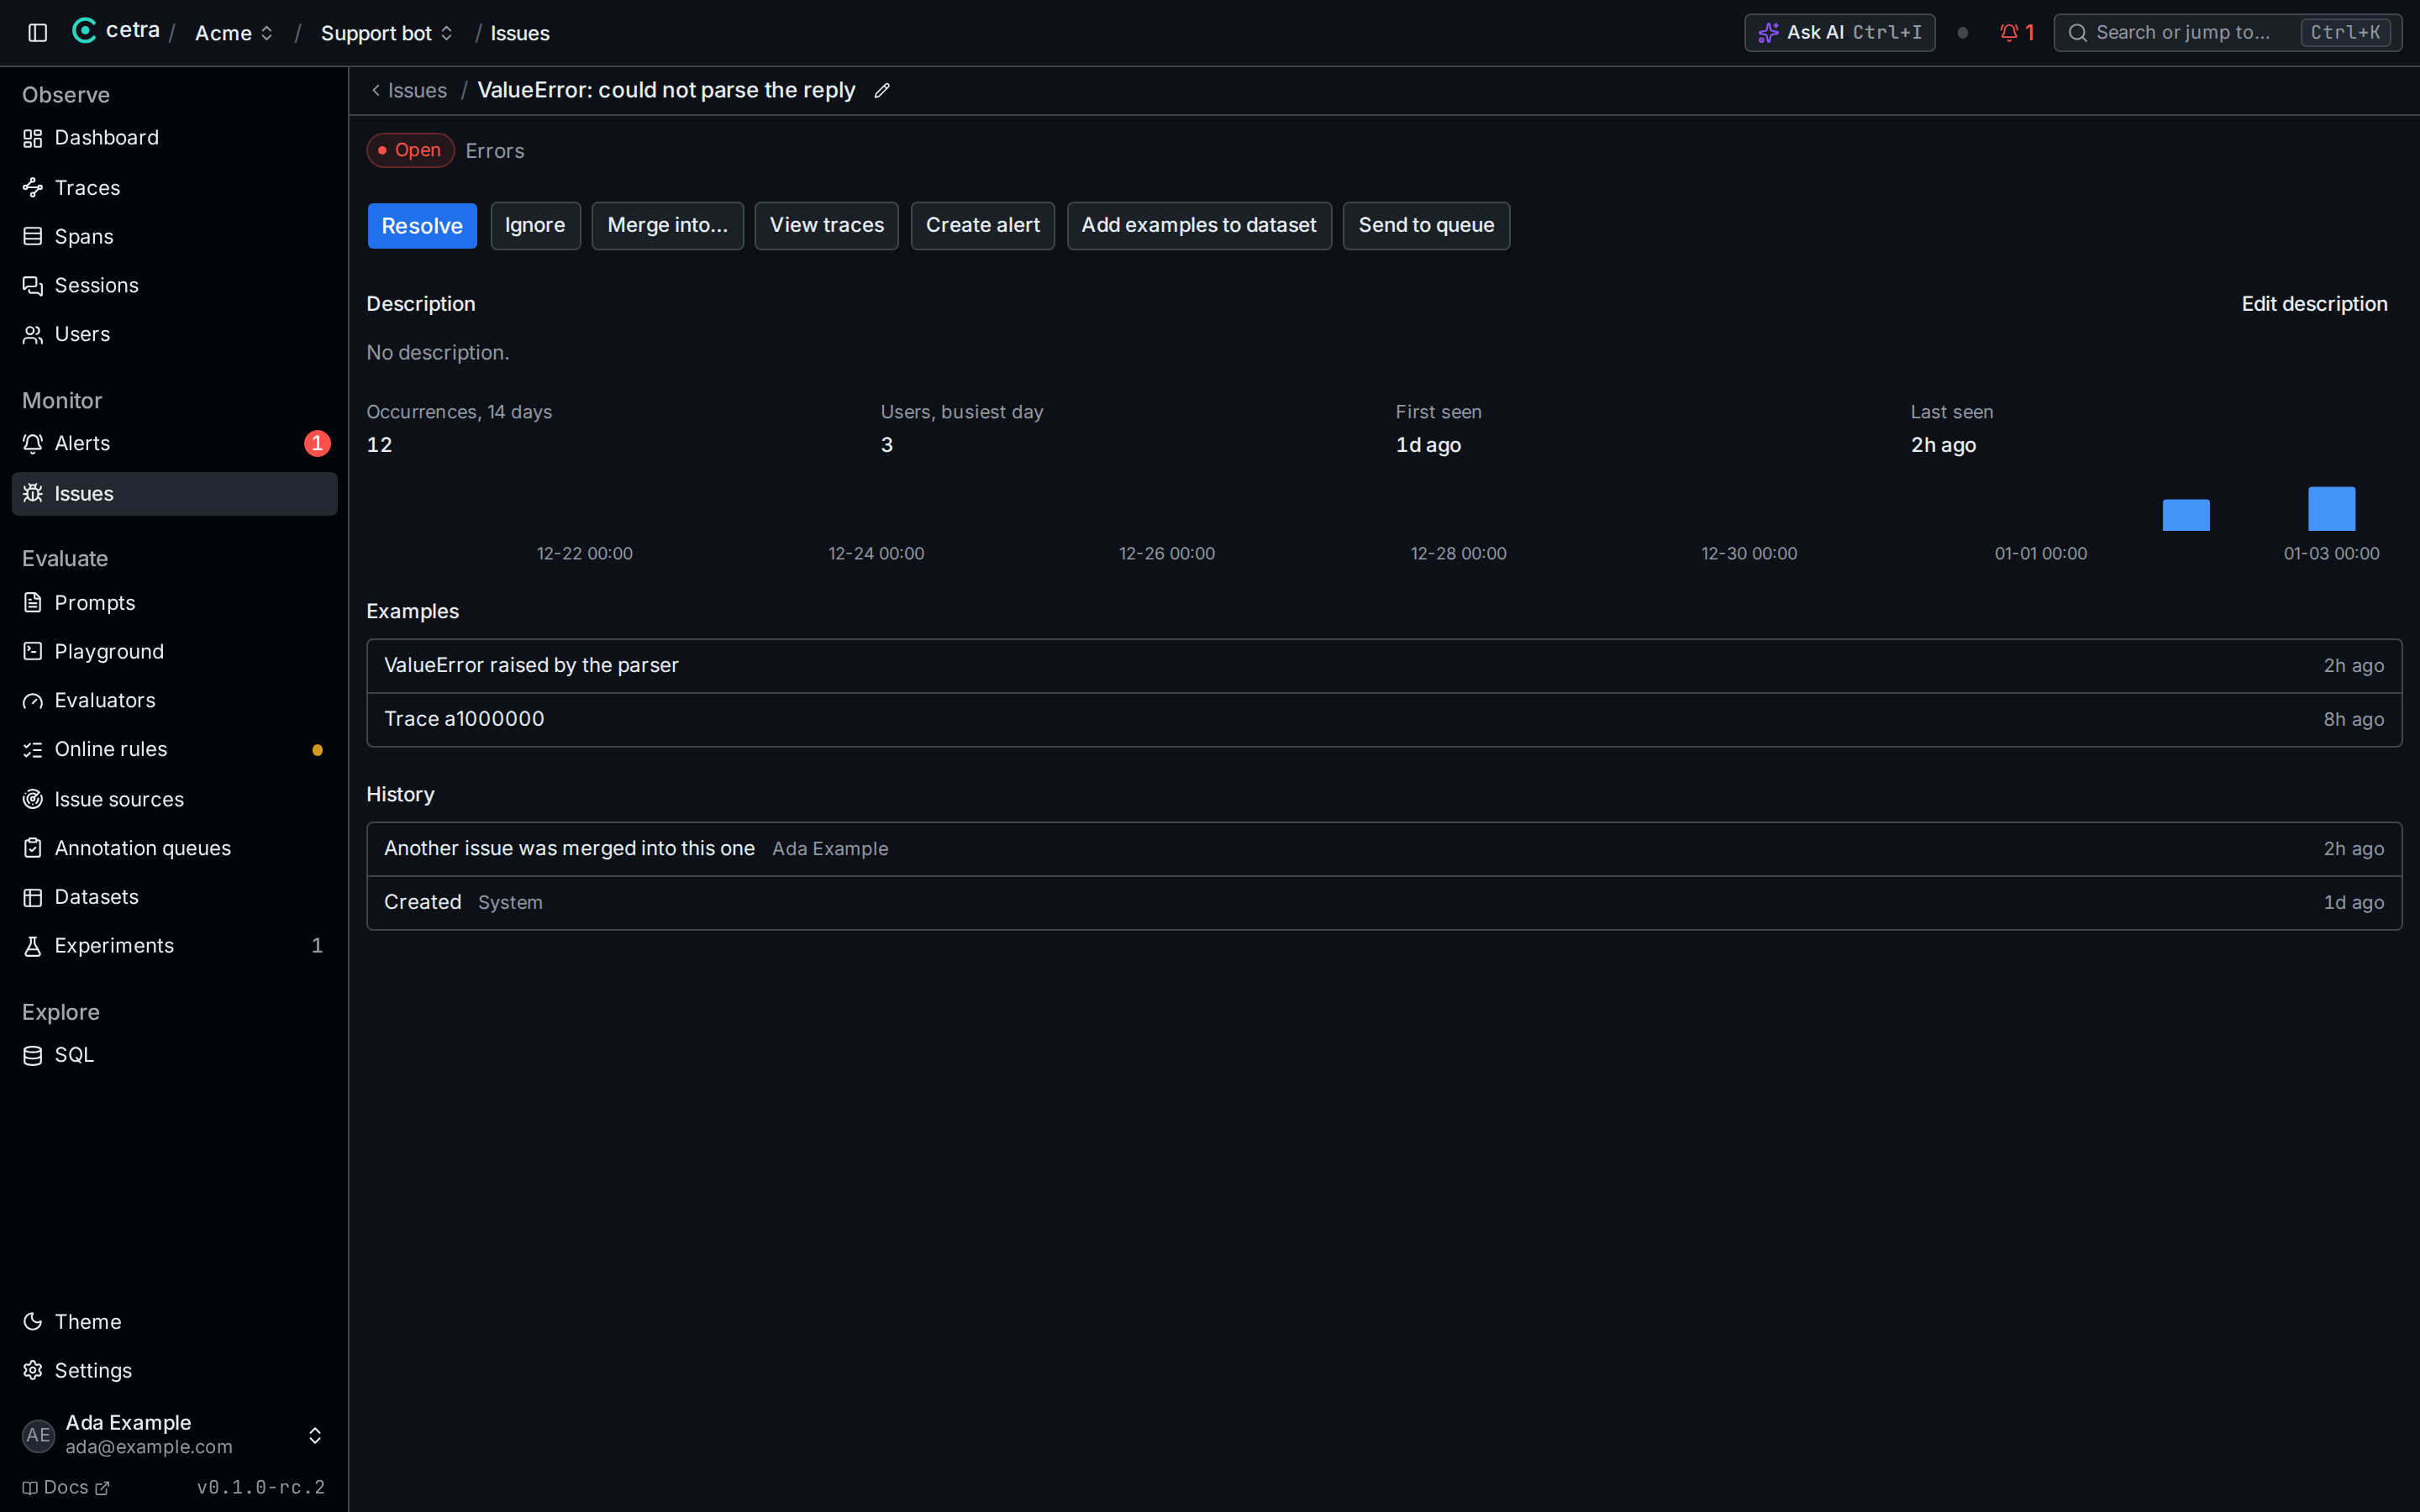 cetra / Acme / Support bot / Issues
Ask AI Ctrl+I
1
Search or jump to... Ctrl+K
Observe
Dashboard
Traces
Spans
Sessions
Users
Monitor
Alerts 1
Issues
Evaluate
Prompts
Playground
Evaluators
Online rules
Issue sources
Annotation queues
Datasets
Experiments 1
Explore
SQL
Theme
Settings
AE
Ada Example
ada@example.com
Docs v0.1.0-rc.2
Issues / ValueError: could not parse the reply
Open Errors
Resolve Ignore Merge into... View traces Create alert Add examples to dataset Send to queue
Description Edit description
No description.
Occurrences, 14 days Users, busiest day First seen Last seen
12 3 1d ago 2h ago
12-22 00:00 12-24 00:00 12-26 00:00 12-28 00:00 12-30 00:00 01-01 00:00 01-03 00:00
Examples
ValueError raised by the parser 2h ago
Trace a1000000 8h ago
History
Another issue was merged into this one Ada Example 2h ago
Created System 1d ago